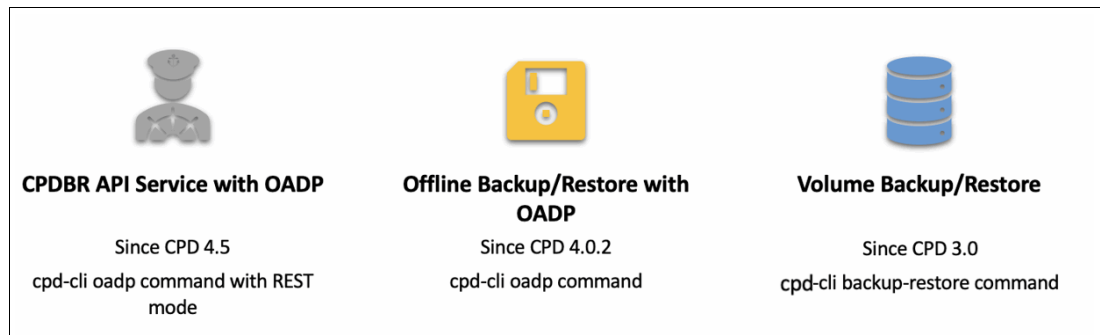 CPDBR API Service with OADP
Since CPD 4.5
cpd-cli oadp command with REST
mode
Offline Backup/Restore with
OADP
Since CPD 4.0.2
cpd-cli oadp command
Volume Backup/Restore
Since CPD 3.0
cpd-cli backup-restore command